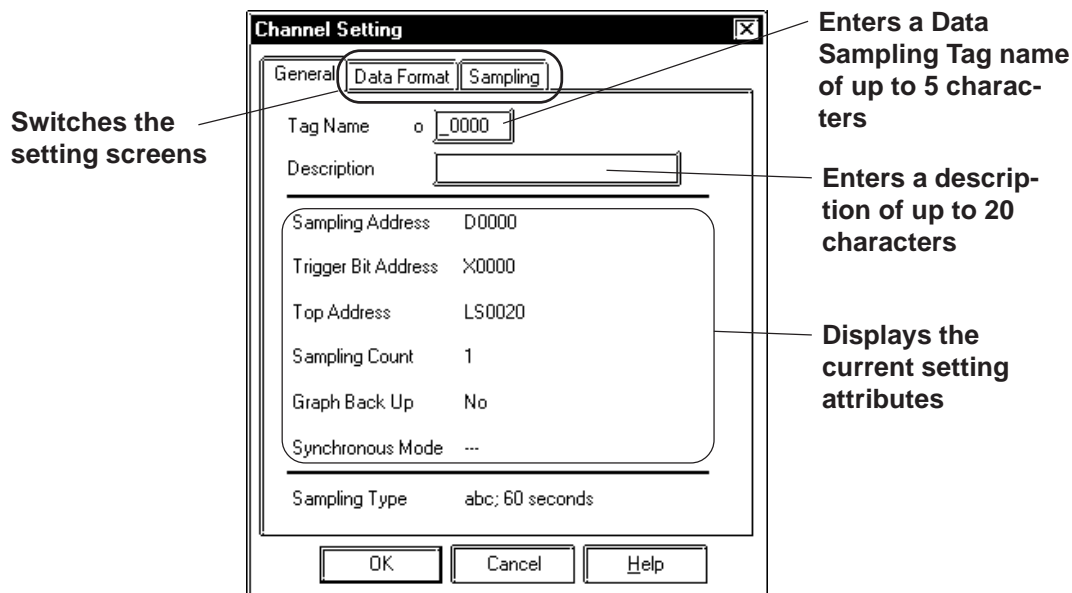 Channel Setting
General Data Format Sampling
Tag Name o _0000
Description
Sampling Address D0000
Trigger Bit Address X0000
Top Address LS0020
Sampling Count 1
Graph Back Up No
Synchronous Mode ---
Sampling Type abc; 60 seconds
OK Cancel Help
Switches the
setting screens
Enters a Data
Sampling Tag name
of up to 5 charac-
ters
Enters a descrip-
tion of up to 20
characters
Displays the
current setting
attributes